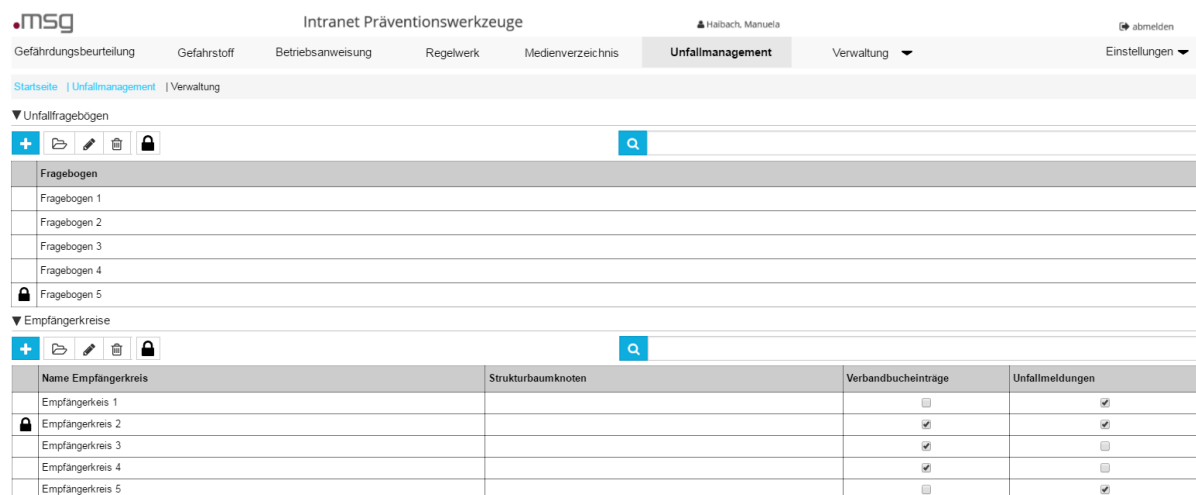 .msg Intranet Präventionswerkzeuge Haibach, Manuela abmelden
Gefährdungsbeurteilung Gefahrstoff Betriebsanweisung Regelwerk Medienverzeichnis Unfallmanagement Verwaltung Einstellungen
Startseite | Unfallmanagement | Verwaltung
Unfallfragebögen
Fragebogen
Fragebogen 1
Fragebogen 2
Fragebogen 3
Fragebogen 4
Fragebogen 5
Empfängerkreise
Name Empfängerkreis Strukturbaumknoten Verbandbucheinträge Unfallmeldungen
Empfängerkeis 1
Empfängerkreis 2
Empfängerkreis 3
Empfängerkreis 4
Empfängerkreis 5